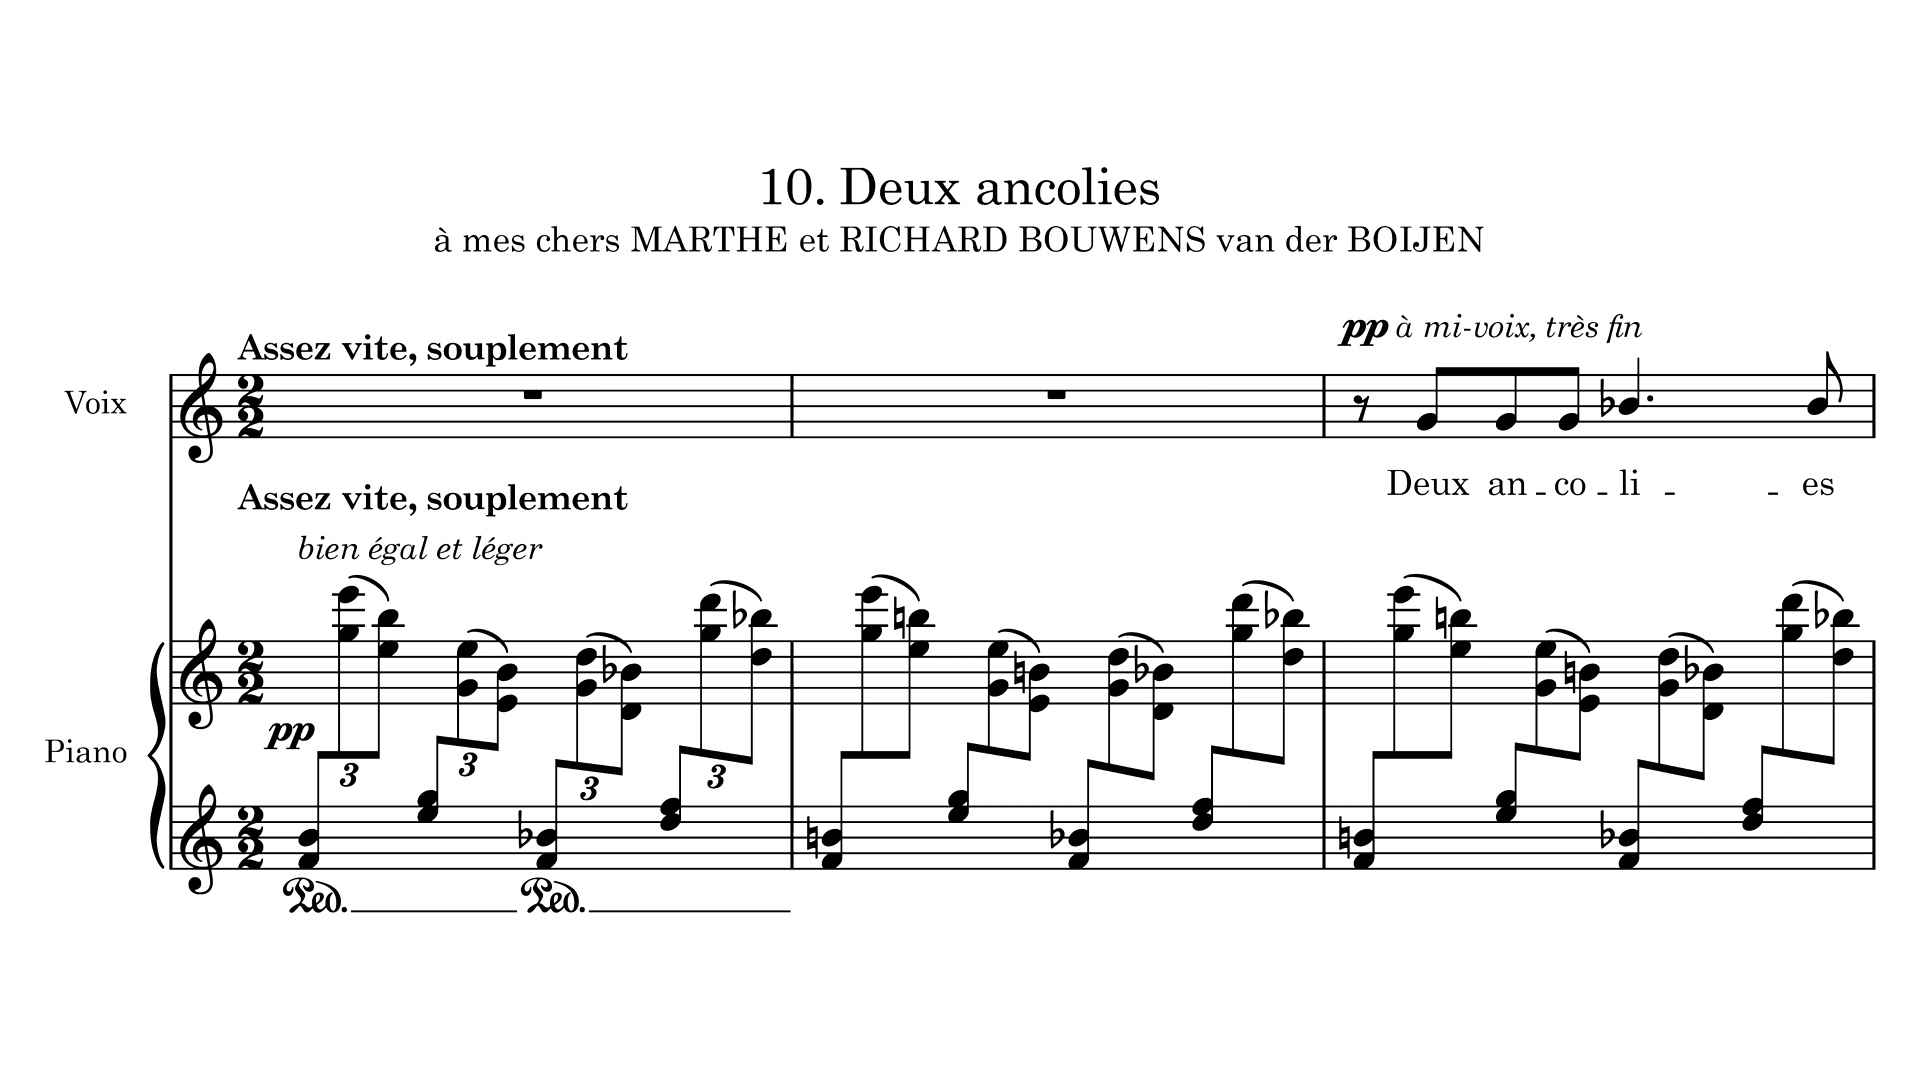 10. Deux ancolies
à mes chers MARTHE et RICHARD BOUWENS van der BOIJEN
pp à mi-voix, très fin
Assez vite, souplement
Voix
Deux an - co - li - - es
Assez vite, souplement
bien égal et léger
pp
Piano
3 3 3 3
Ped. Ped.